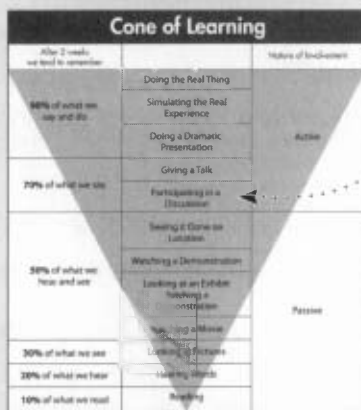 Cone of Learning
After 2 weeks
we tend to remember
Nature of Involvement
Doing the Real Thing
90% of what we
say and do
Simulating the Real
Experience
Active
Doing a Dramatic
Presentation
Giving a Talk
70% of what we say
Participating in a
Discussion
Seeing it Done on
Location
Watching a Demonstration
50% of what we
hear and see
Looking at an Exhibit
Watching a
Demonstration
Passive
Watching a Movie
30% of what we see
Looking at Pictures
20% of what we hear
Hearing Words
10% of what we read
Reading